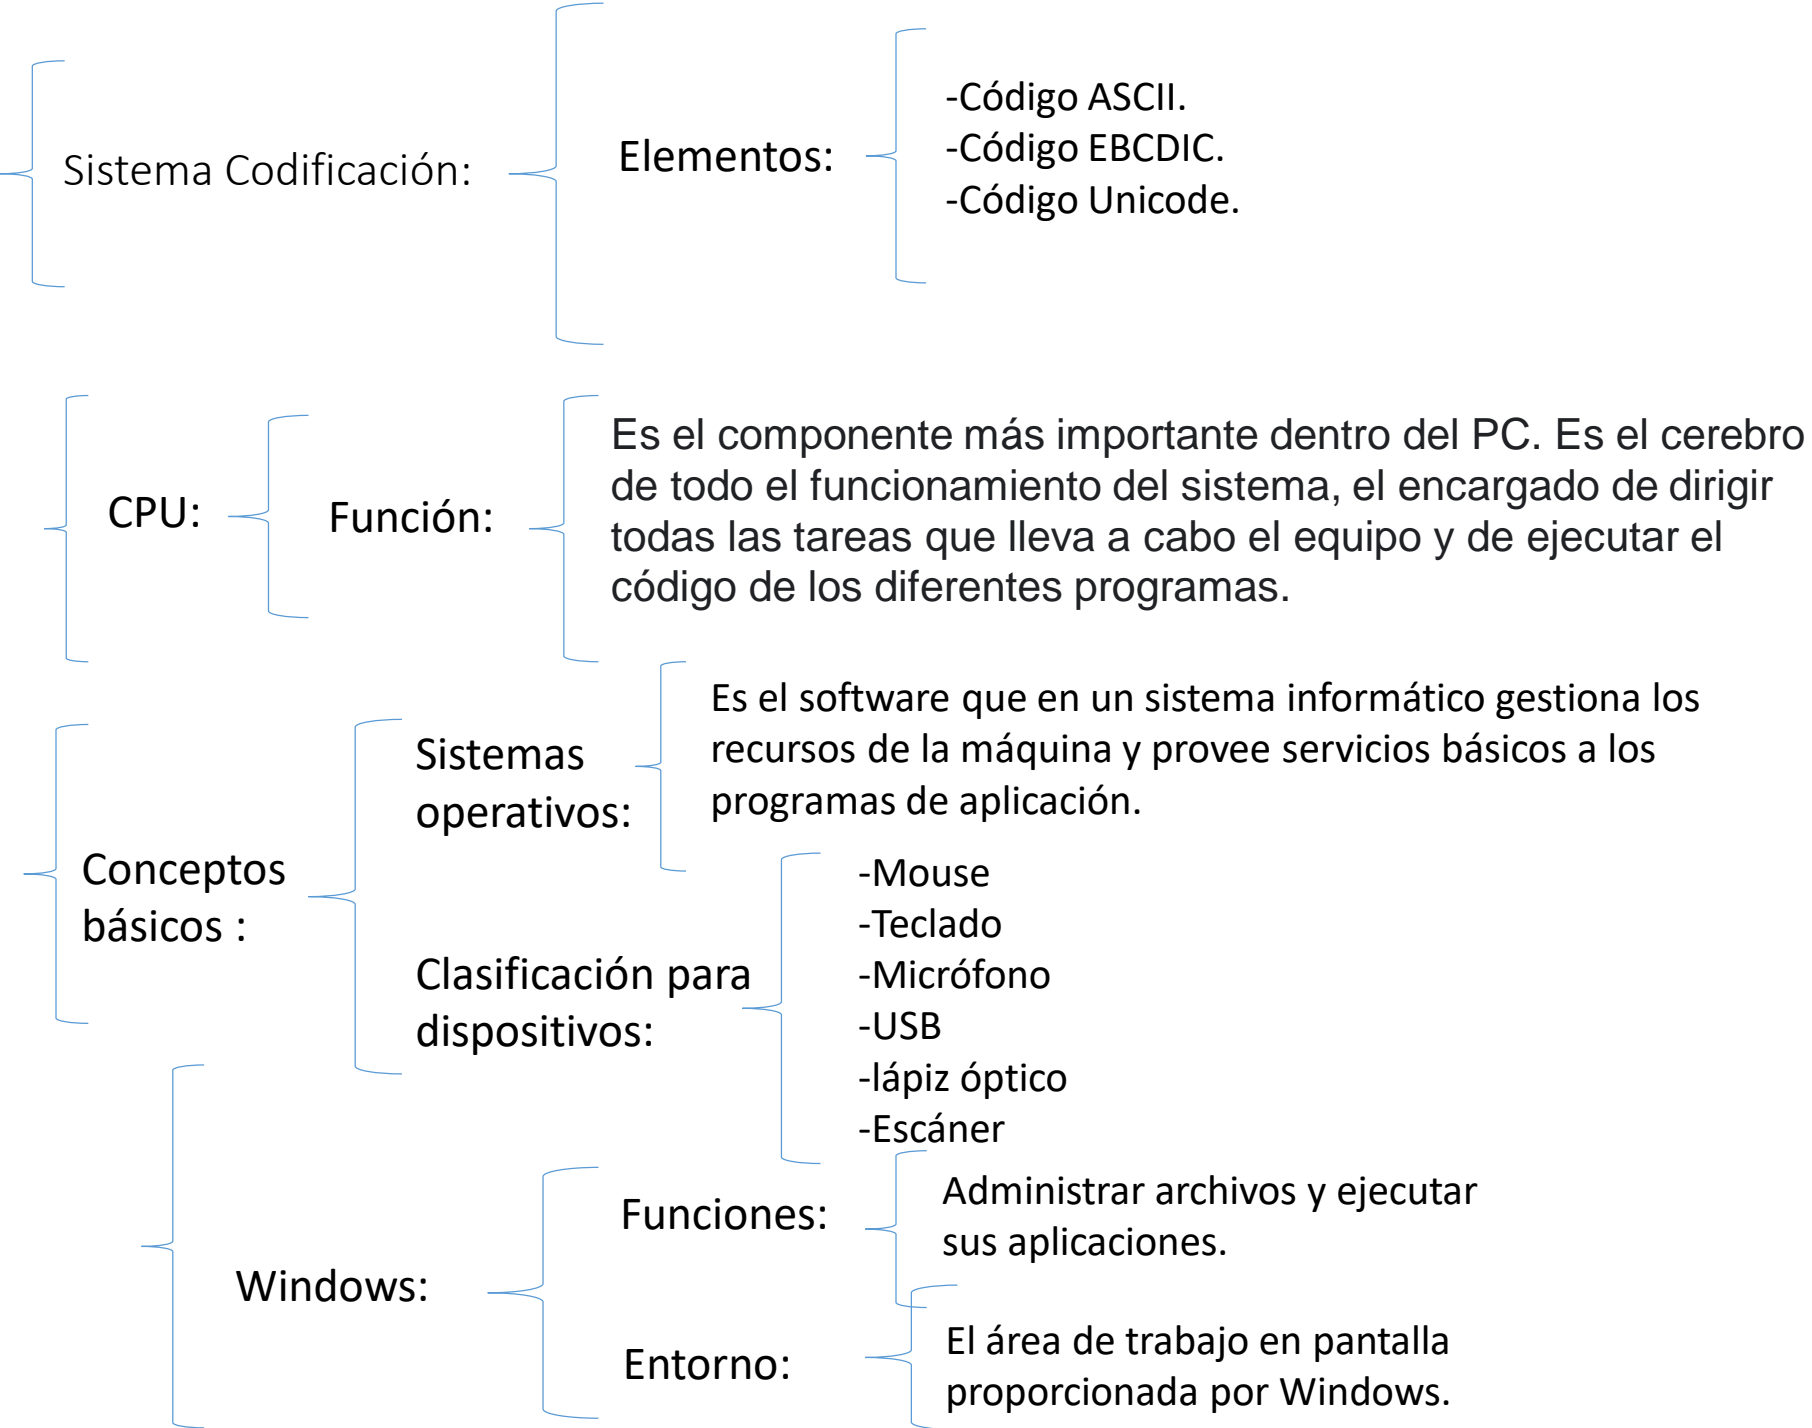 Sistema Codificación:
Elementos:
-Código ASCII.
-Código EBCDIC.
-Código Unicode.
CPU:
Función:
Es el componente más importante dentro del PC. Es el cerebro
de todo el funcionamiento del sistema, el encargado de dirigir
todas las tareas que lleva a cabo el equipo y de ejecutar el
código de los diferentes programas.
Conceptos
básicos :
Sistemas
operativos:
Es el software que en un sistema informático gestiona los
recursos de la máquina y provee servicios básicos a los
programas de aplicación.
Clasificación para
dispositivos:
-Mouse
-Teclado
-Micrófono
-USB
-lápiz óptico
-Escáner
Windows:
Funciones:
Administrar archivos y ejecutar
sus aplicaciones.
Entorno:
El área de trabajo en pantalla
proporcionada por Windows.